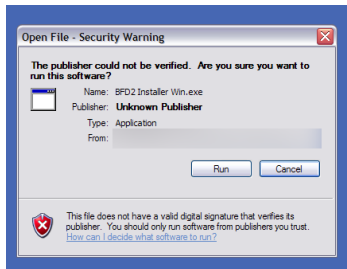 Open File - Security Warning
The publisher could not be verified.  Are you sure you want to
run this software?
Name: BFD2 Installer Win.exe
Publisher: Unknown Publisher
Type: Application
From:
Run Cancel
This file does not have a valid digital signature that verifies its
publisher.  You should only run software from publishers you trust.
How can I decide what software to run?